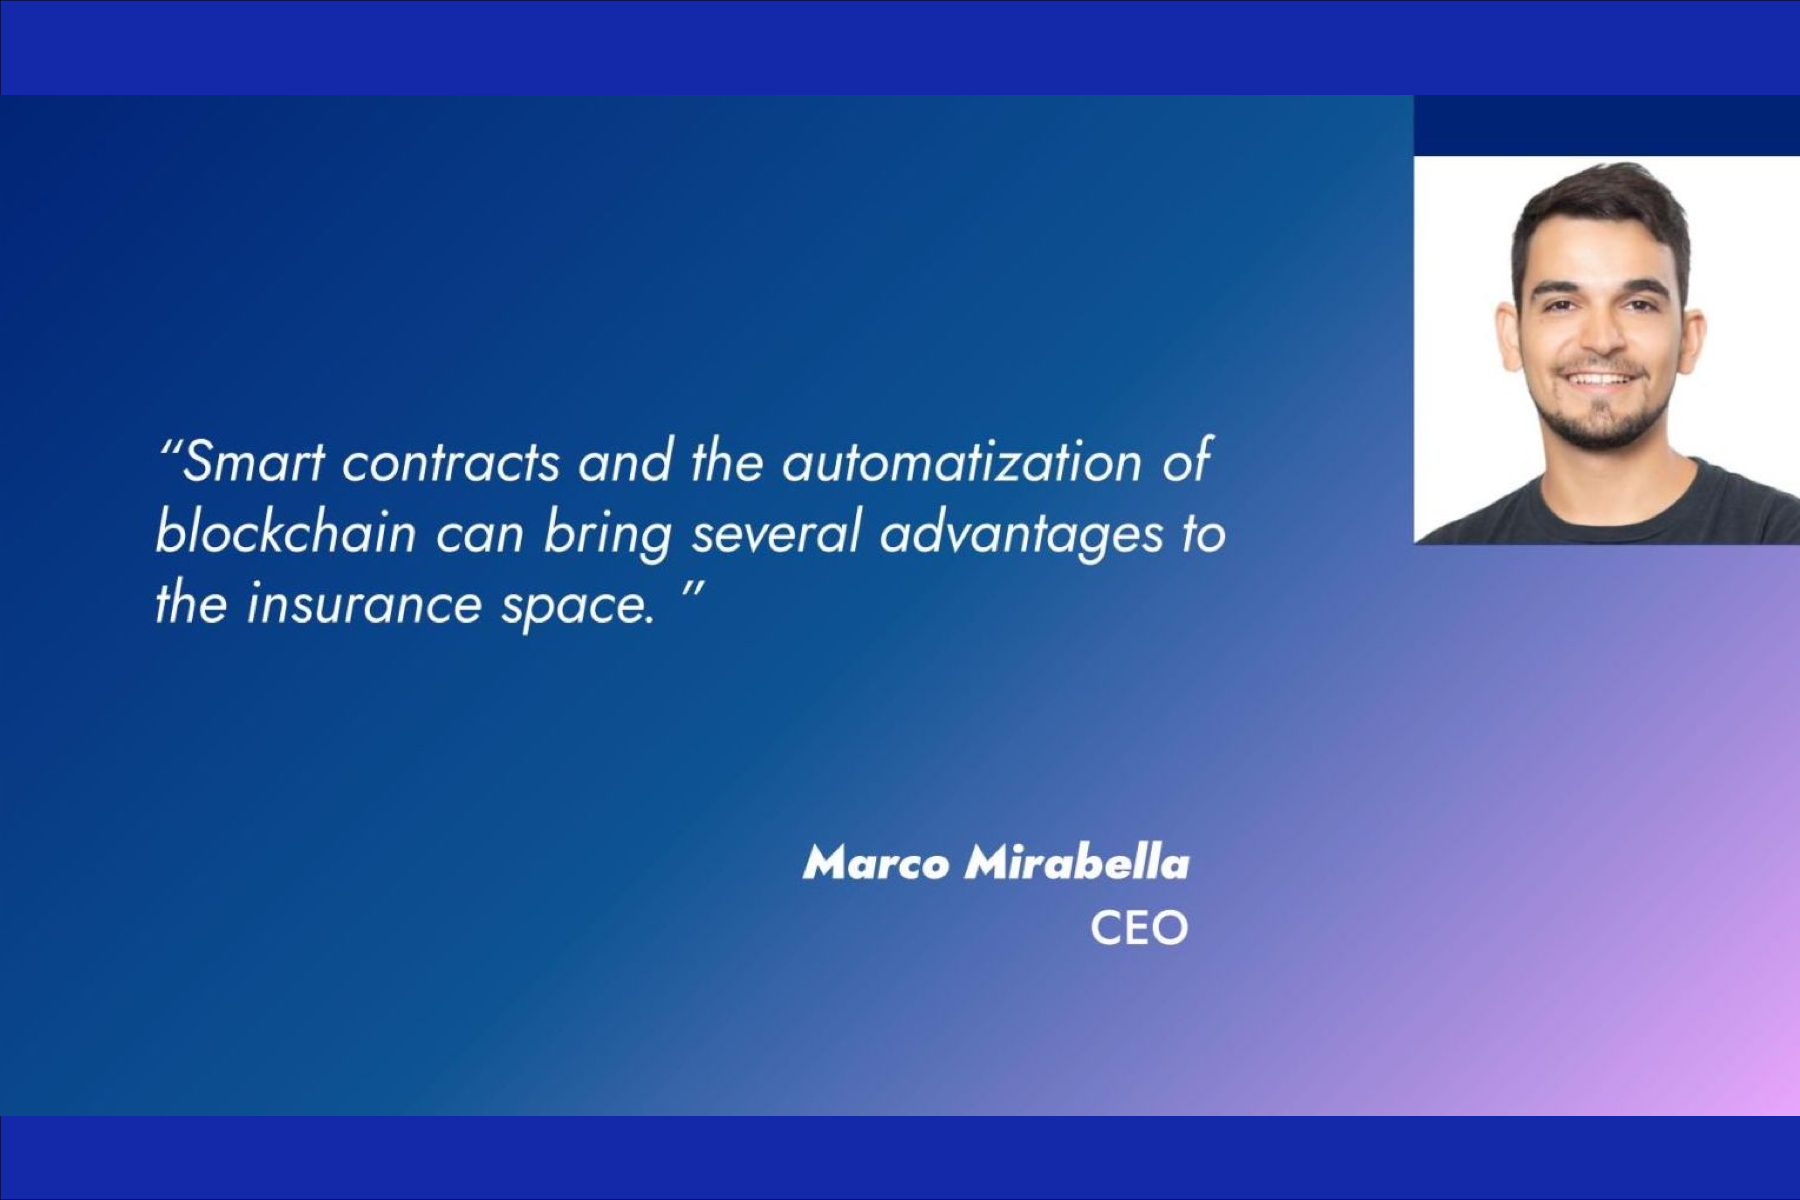 “Smart contracts and the automatization of
blockchain can bring several advantages to
the insurance space. ”
Marco Mirabella
CEO